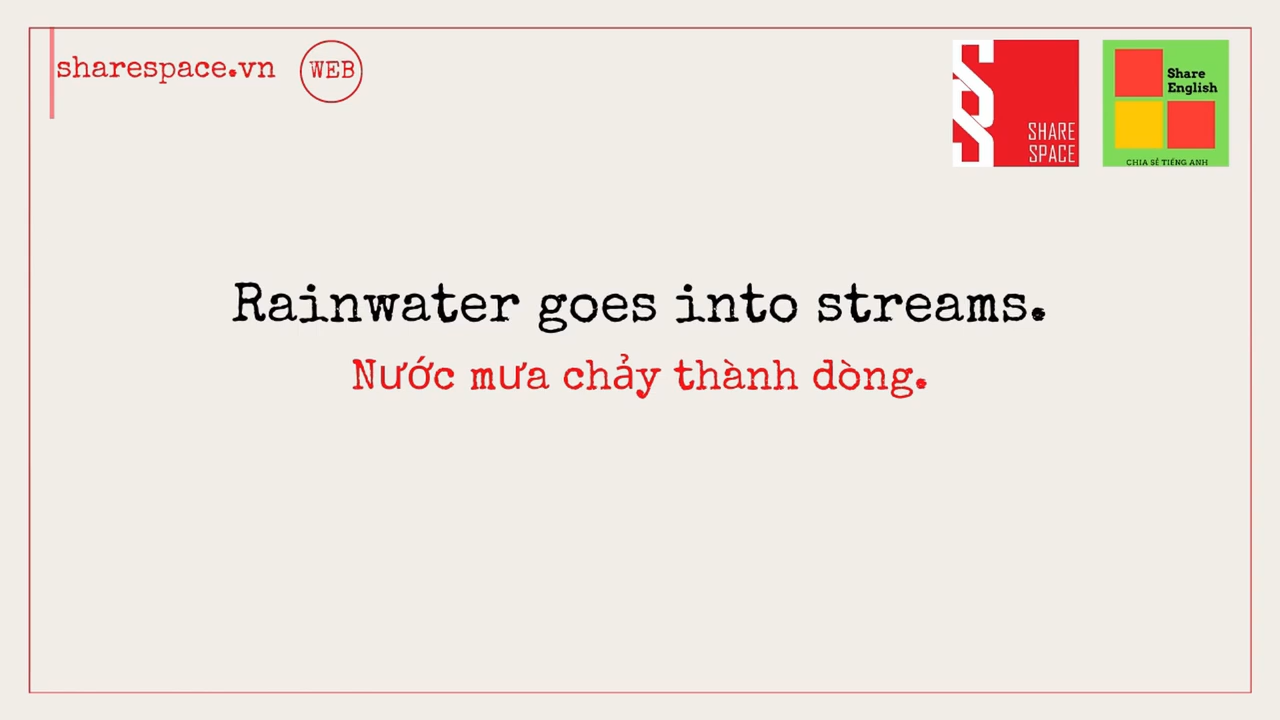 sharespace.vn
WEB
SHARE
SPACE
Share
English
CHIA SẺ TIẾNG ANH
Rainwater goes into streams.
Nước mưa chảy thành dòng.